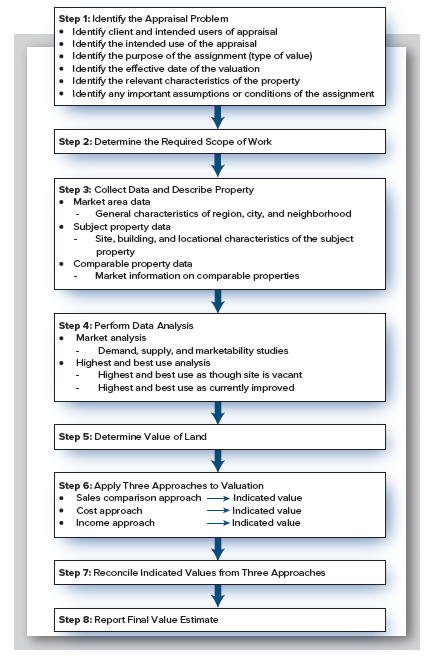 Step 1: Identify the Appraisal Problem
• Identify client and intended users of appraisal
• Identify the intended use of the appraisal
• Identify the purpose of the assignment (type of value)
• Identify the effective date of the valuation
• Identify the relevant characteristics of the property
• Identify any important assumptions or conditions of the assignment
Step 2: Determine the Required Scope of Work
Step 3: Collect Data and Describe Property
• Market area data
- General characteristics of region, city, and neighborhood
• Subject property data
- Site, building, and locational characteristics of the subject
property
• Comparable property data
- Market information on comparable properties
Step 4: Perform Data Analysis
• Market analysis
- Demand, supply, and marketability studies
• Highest and best use analysis
- Highest and best use as though site is vacant
- Highest and best use as currently improved
Step 5: Determine Value of Land
Step 6: Apply Three Approaches to Valuation
• Sales comparison approach → Indicated value
• Cost approach → Indicated value
• Income approach → Indicated value
Step 7: Reconcile Indicated Values from Three Approaches
Step 8: Report Final Value Estimate